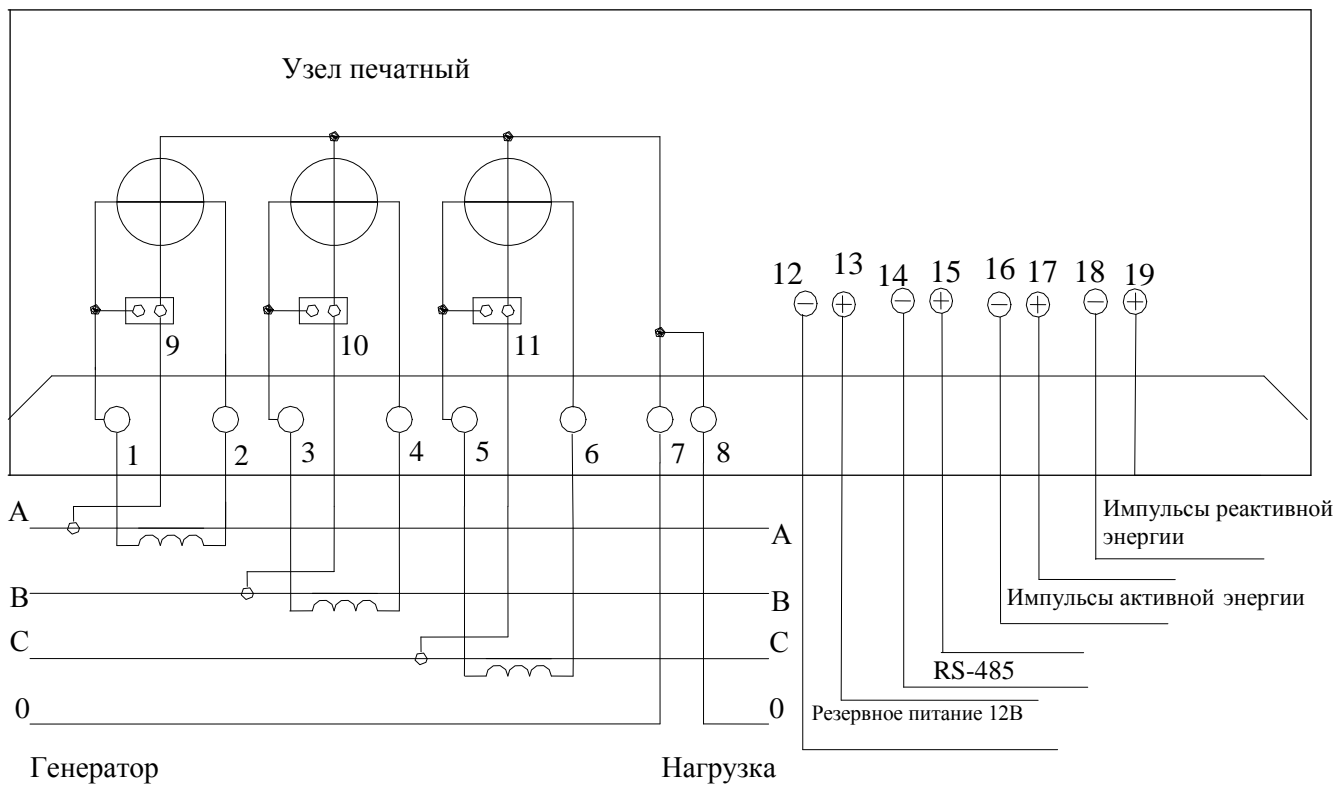 Узел печатный
12 13 14 15 16 17 18 19
9 10 11
1 2 3 4 5 6 7 8
A
A
Импульсы реактивной
энергии
B
B
Импульсы активной энергии
C
C
RS-485
0
0
Резервное питание 12В
Генератор
Нагрузка